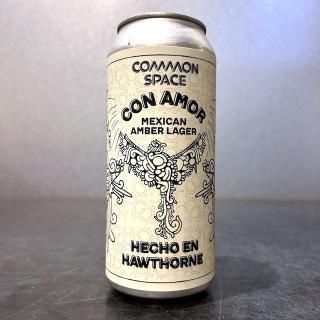 COMMON
SPACE
CON AMOR
MEXICAN
AMBER LAGER
HECHO EN
HAWTHORNE